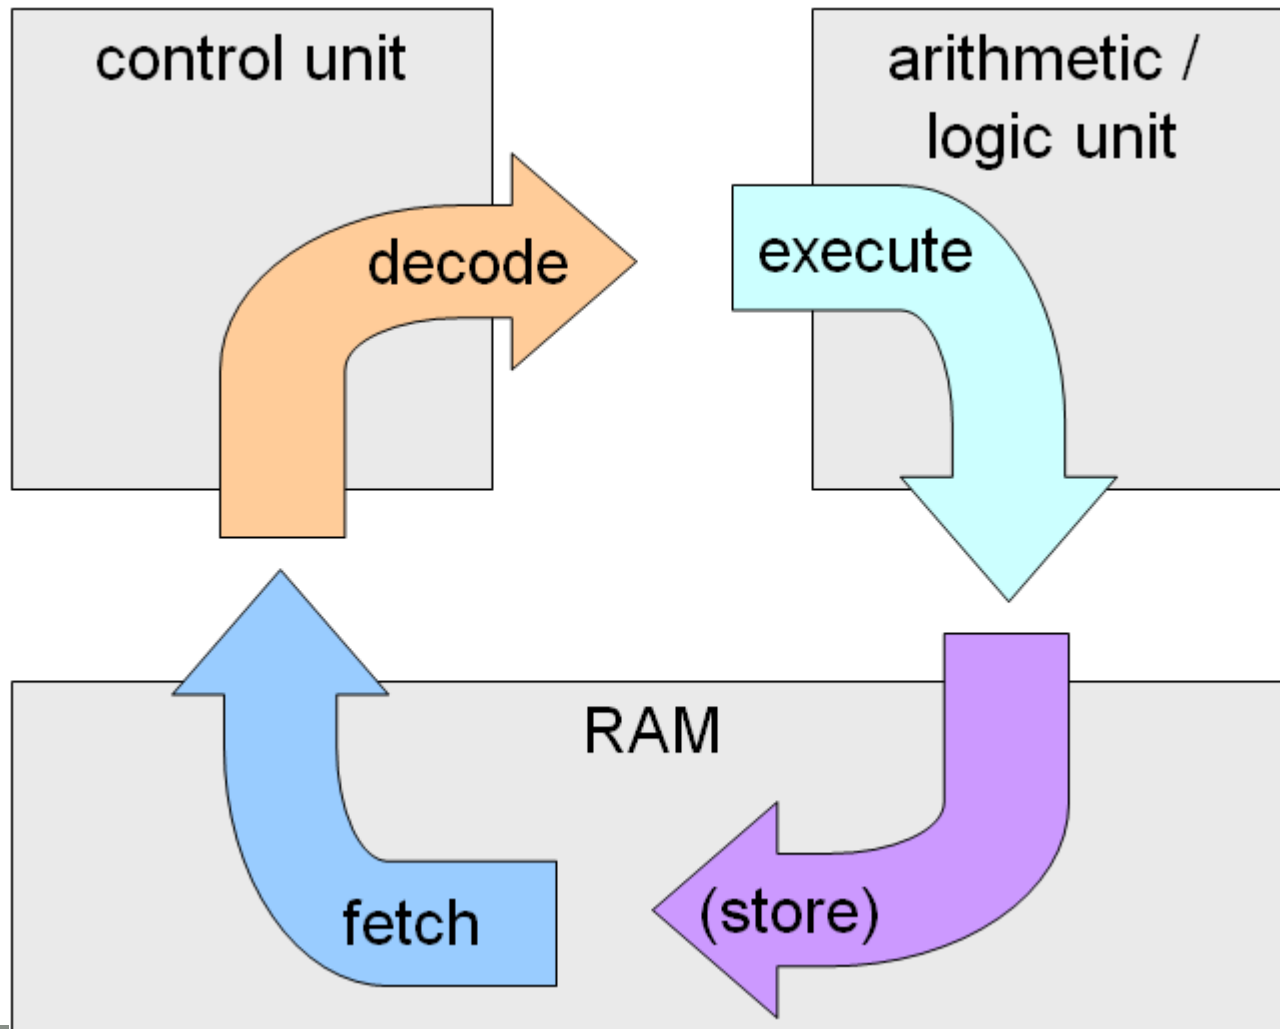 control unit
arithmetic /
logic unit
decode
execute
RAM
fetch
(store)